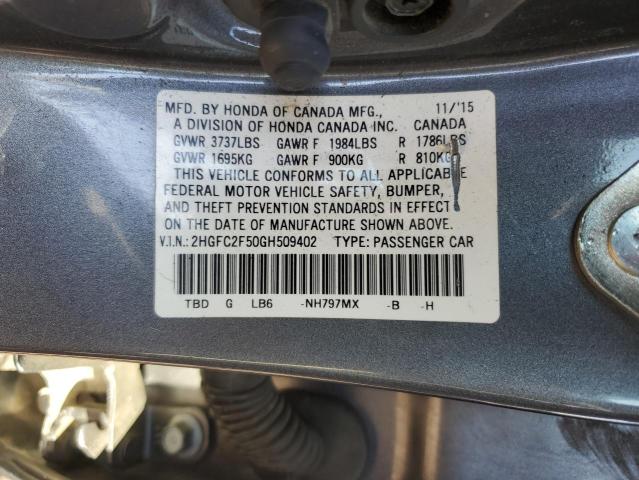 MFD. BY HONDA OF CANADA MFG., 11/'15
A DIVISION OF HONDA CANADA INC. CANADA
GVWR 3737LBS GAWR F 1984LBS R 1786LBS
GVWR 1695KG GAWR F 900KG R 810KG
THIS VEHICLE CONFORMS TO ALL APPLICABLE
FEDERAL MOTOR VEHICLE SAFETY, BUMPER,
AND THEFT PREVENTION STANDARDS IN EFFECT
ON THE DATE OF MANUFACTURE SHOWN ABOVE.
V.I.N.: 2HGFC2F50GH509402 TYPE: PASSENGER CAR
TBD G LB6 -NH797MX -B -H